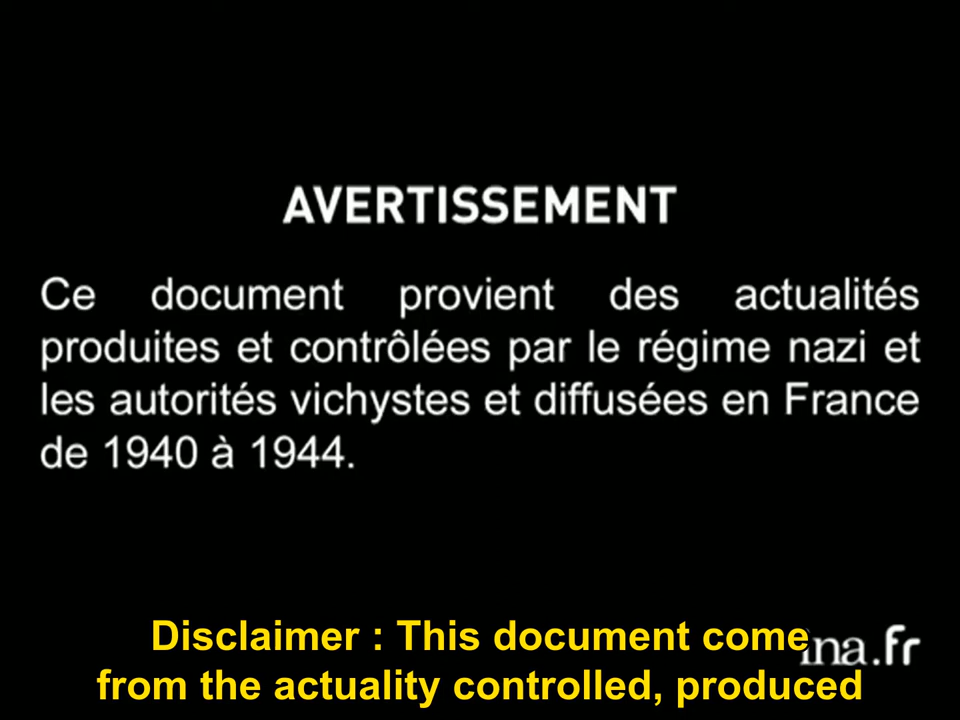 AVERTISSEMENT
Ce document provient des actualités
produites et contrôlées par le régime nazi et
les autorités vichystes et diffusées en France
de 1940 à 1944.
Disclaimer : This document come
ina.fr
from the actuality controlled, produced